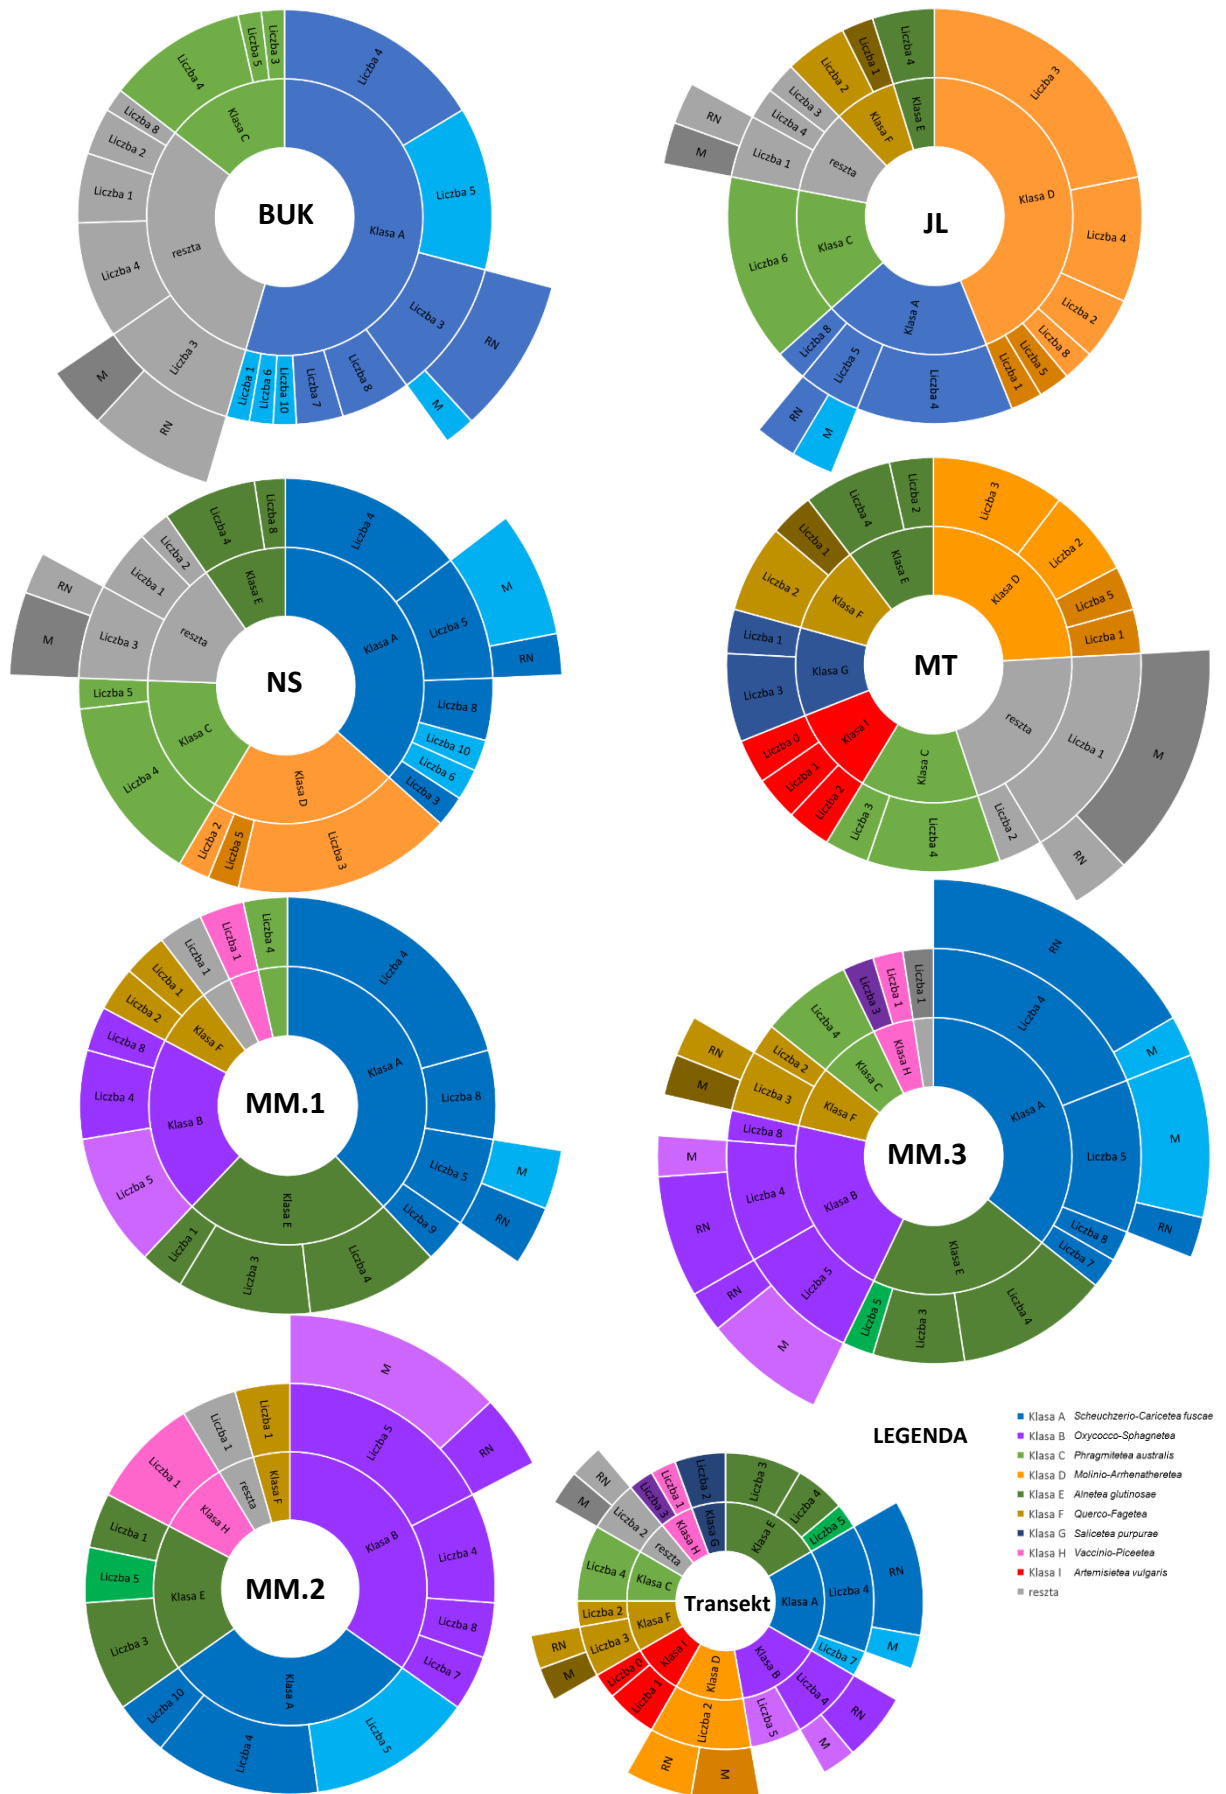 BUK
Klasa A
Liczba 4
Liczba 5
Liczba 3
RN
M
Liczba 8
Liczba 7
Liczba 10
Liczba 6
Liczba 1
reszta
Liczba 3
RN
M
Liczba 4
Liczba 1
Liczba 2
Liczba 8
Klasa C
Liczba 4
Liczba 5
Liczba 3
JL
Klasa D
Liczba 3
Liczba 4
Liczba 2
Liczba 8
Liczba 5
Liczba 1
Klasa A
Liczba 4
Liczba 5
M
RN
Liczba 8
Klasa C
Liczba 6
reszta
Liczba 1
M
RN
Liczba 4
Liczba 3
Klasa F
Liczba 2
Liczba 1
Klasa E
Liczba 4
NS
Klasa A
Liczba 4
Liczba 5
M
RN
Liczba 8
Liczba 10
Liczba 6
Liczba 3
Klasa D
Liczba 3
Liczba 5
Liczba 2
Klasa C
Liczba 4
Liczba 5
reszta
Liczba 3
M
RN
Liczba 1
Liczba 2
Klasa E
Liczba 4
Liczba 8
MT
Klasa D
Liczba 3
Liczba 2
Liczba 5
Liczba 1
reszta
Liczba 1
M
RN
Liczba 2
Klasa C
Liczba 4
Liczba 3
Klasa I
Liczba 2
Liczba 1
Liczba 0
Klasa G
Liczba 3
Liczba 1
Klasa F
Liczba 2
Liczba 1
Klasa E
Liczba 4
Liczba 2
MM.1
Klasa A
Liczba 4
Liczba 8
Liczba 5
M
RN
Liczba 9
Klasa E
Liczba 4
Liczba 3
Liczba 1
Klasa B
Liczba 5
Liczba 4
Liczba 8
Klasa F
Liczba 2
Liczba 1
Liczba 1
Liczba 1
Liczba 4
MM.3
Klasa A
Liczba 4
RN
M
Liczba 5
M
RN
Liczba 8
Liczba 7
Klasa E
Liczba 4
Liczba 3
Liczba 5
Klasa B
Liczba 5
M
RN
Liczba 4
RN
M
Liczba 8
Klasa F
Liczba 3
M
RN
Liczba 2
Klasa C
Liczba 4
Klasa H
Liczba 3
Liczba 1
Liczba 1
MM.2
Klasa B
Liczba 5
M
RN
Liczba 4
Liczba 8
Liczba 7
Klasa A
Liczba 5
Liczba 4
Liczba 10
Klasa E
Liczba 3
Liczba 5
Liczba 1
Klasa H
Liczba 1
reszta
Liczba 1
Klasa F
Liczba 1
Transekt
Klasa E
Liczba 3
Liczba 4
Liczba 5
Klasa A
Liczba 4
RN
M
Liczba 7
Klasa B
Liczba 4
RN
M
Liczba 5
Klasa D
Liczba 2
M
RN
Klasa I
Liczba 1
Liczba 0
Klasa F
Liczba 3
M
RN
Liczba 2
Klasa C
Liczba 4
reszta
Liczba 2
M
RN
Klasa H
Liczba 3
Liczba 1
Klasa G
Liczba 2
LEGENDA
Klasa A Scheuchzerio-Caricetea fuscae
Klasa B Oxycocco-Sphagnetea
Klasa C Phragmitetea australis
Klasa D Molinio-Arrhenatheretea
Klasa E Alnetea glutinosae
Klasa F Querco-Fagetea
Klasa G Salicetea purpurae
Klasa H Vaccinio-Piceetea
Klasa I Artemisietea vulgaris
reszta